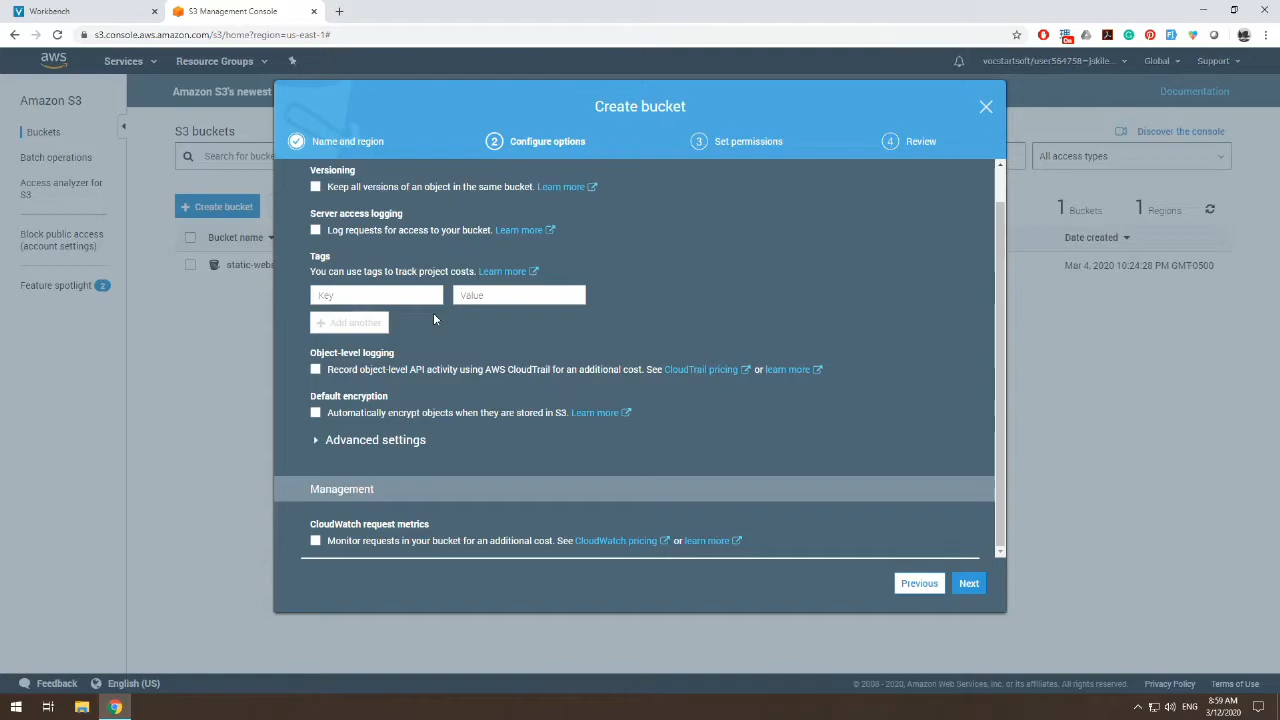 Workbench
S3 Management Console
s3.console.aws.amazon.com/s3/home?region=us-east-1#
aws
Services
Resource Groups
vocstartsoft/user564758=jskile...
Global
Support
Amazon S3
Buckets
Batch operations
Access analyzer for
S3
Block public access
(account settings)
Feature spotlight
2
Amazon S3's newest
Documentation
S3 buckets
Discover the console
Search for bucke
All access types
Create bucket
1 Buckets
1 Regions
Bucket name
Date created
static-weba
Mar 4, 2020 10:24:28 PM GMT-0500
Create bucket
Name and region
2 Configure options
3 Set permissions
4 Review
Versioning
Keep all versions of an object in the same bucket. Learn more
Server access logging
Log requests for access to your bucket. Learn more
Tags
You can use tags to track project costs. Learn more
Key
Value
Add another
Object-level logging
Record object-level API activity using AWS CloudTrail for an additional cost. See CloudTrail pricing or learn more
Default encryption
Automatically encrypt objects when they are stored in S3. Learn more
Advanced settings
Management
CloudWatch request metrics
Monitor requests in your bucket for an additional cost. See CloudWatch pricing or learn more
Previous
Next
Feedback
English (US)
© 2008 - 2020, Amazon Web Services, Inc. or its affiliates. All rights reserved.
Privacy Policy
Terms of Use
ENG
8:59 AM
3/12/2020